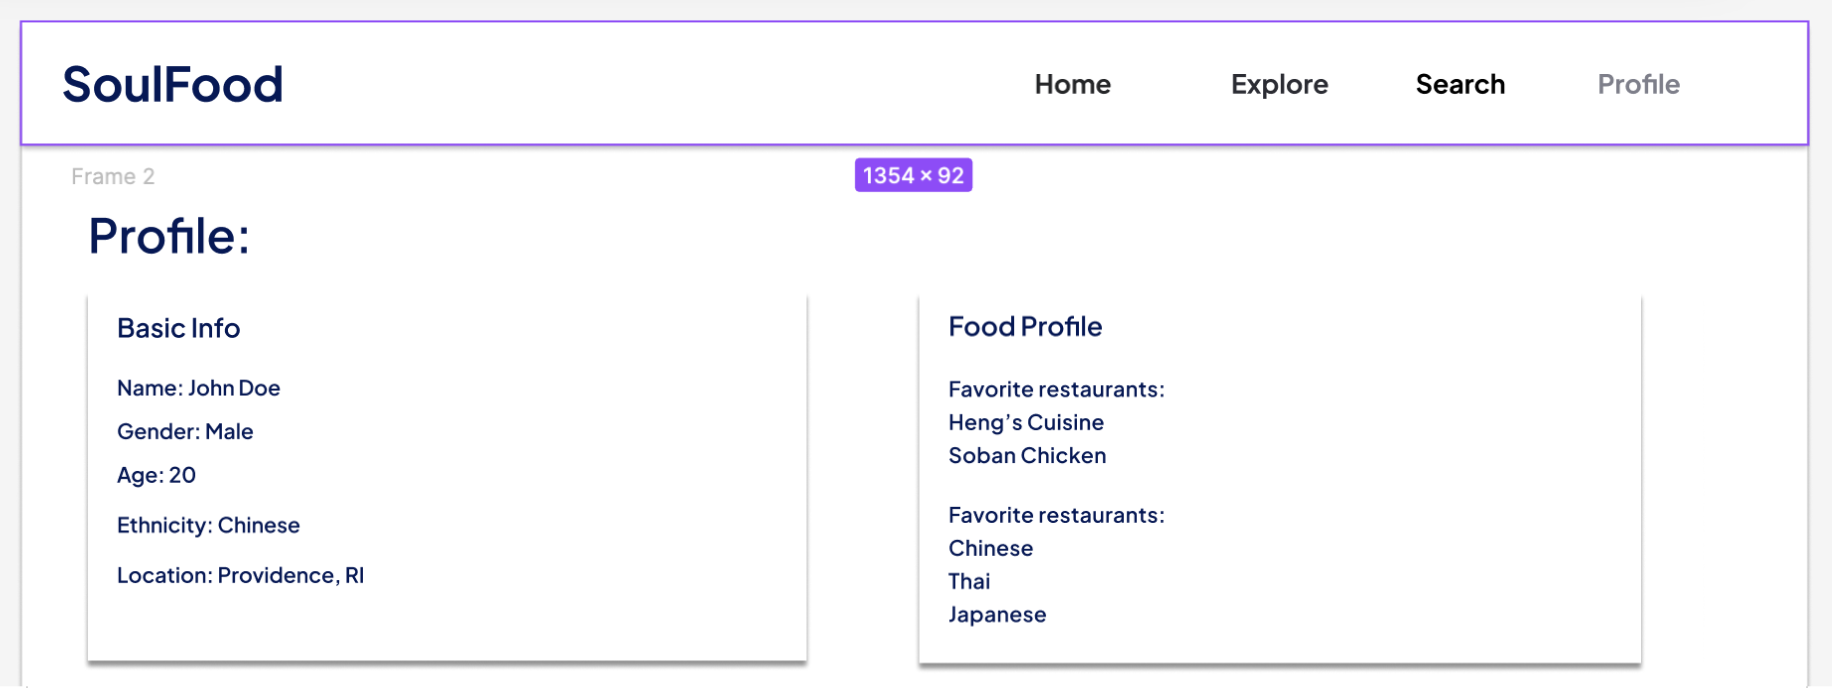 SoulFood
Home Explore Search Profile
Frame 2
1354 × 92
Profile:
Basic Info
Name: John Doe
Gender: Male
Age: 20
Ethnicity: Chinese
Location: Providence, RI
Food Profile
Favorite restaurants:
Heng’s Cuisine
Soban Chicken
Favorite restaurants:
Chinese
Thai
Japanese